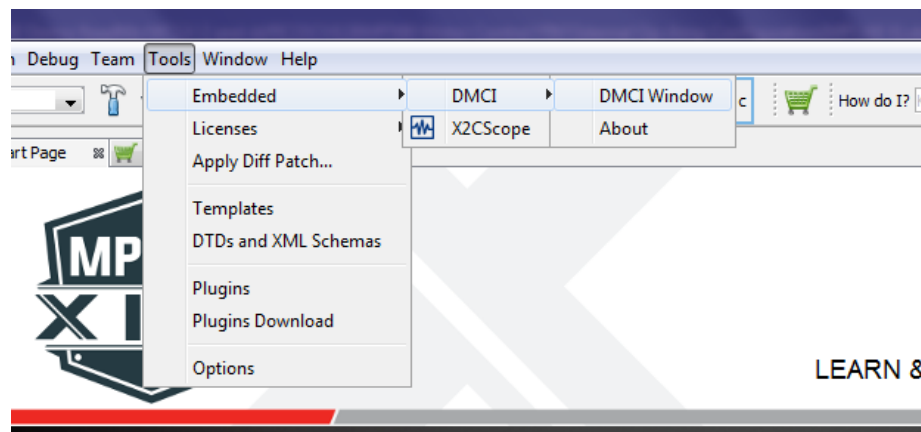 Debug Team Tools Window Help
Embedded DMCI DMCI Window
How do I?
Licenses X2CScope About
art Page
Apply Diff Patch...
Templates
DTDs and XML Schemas
MP
Plugins
X I
Plugins Download
Options
LEARN &